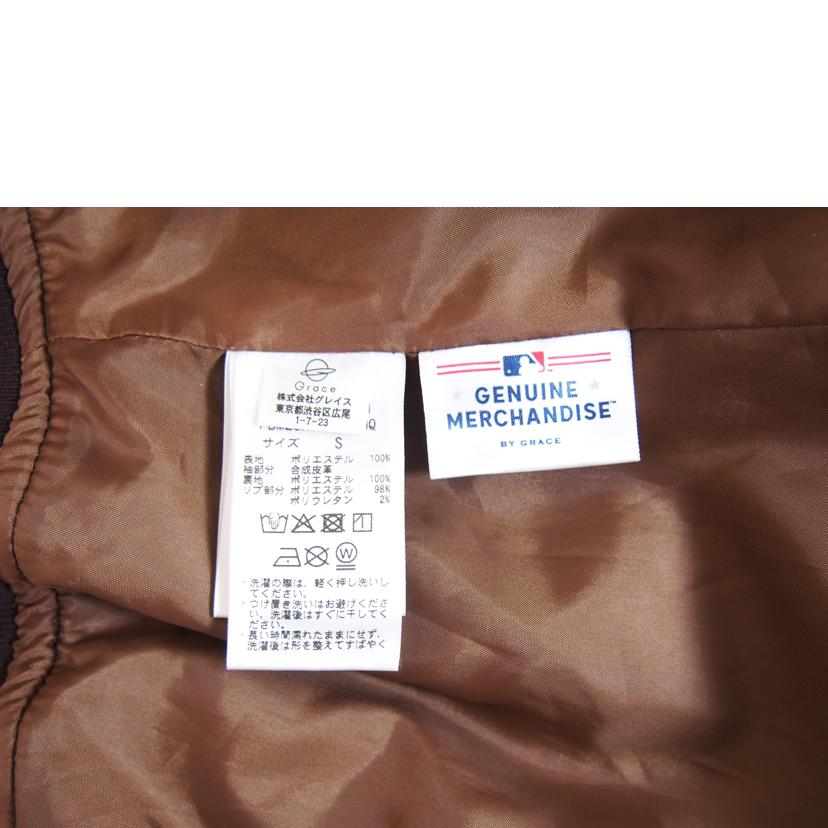 Grace
株式会社グレイス
東京都渋谷区広尾
1-7-23
サイズ S
表地 ポリエステル 100%
袖部分 合成皮革
裏地 ポリエステル 100%
リブ部分 ポリエステル 98%
ポリウレタン 2%
・洗濯の際は、軽く押し洗いし
てください。
・つけ置き洗いはお避けくださ
い。洗濯後はすぐに干してく
ださい。
・長い時間濡れたままにせず、
洗濯後は形を整えてすばやく
GENUINE
MERCHANDISE™
BY GRACE